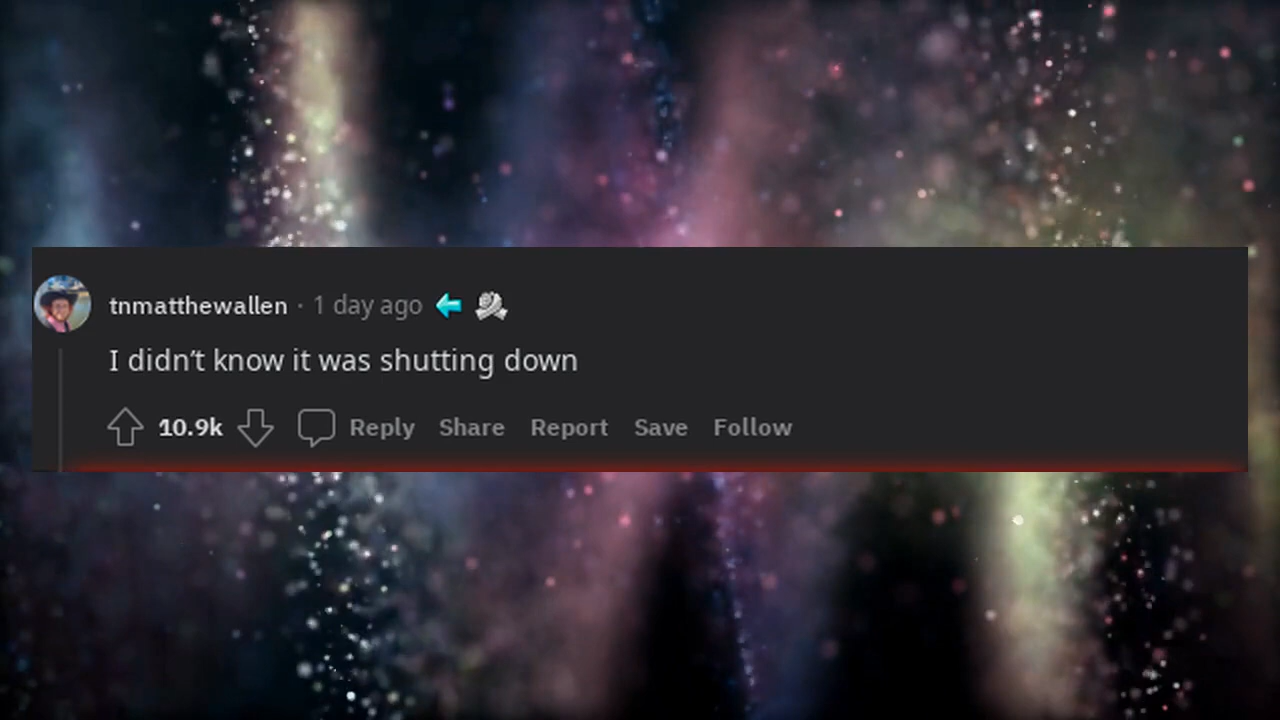 tnmatthewallen · 1 day ago
I didn't know it was shutting down
10.9k Reply Share Report Save Follow